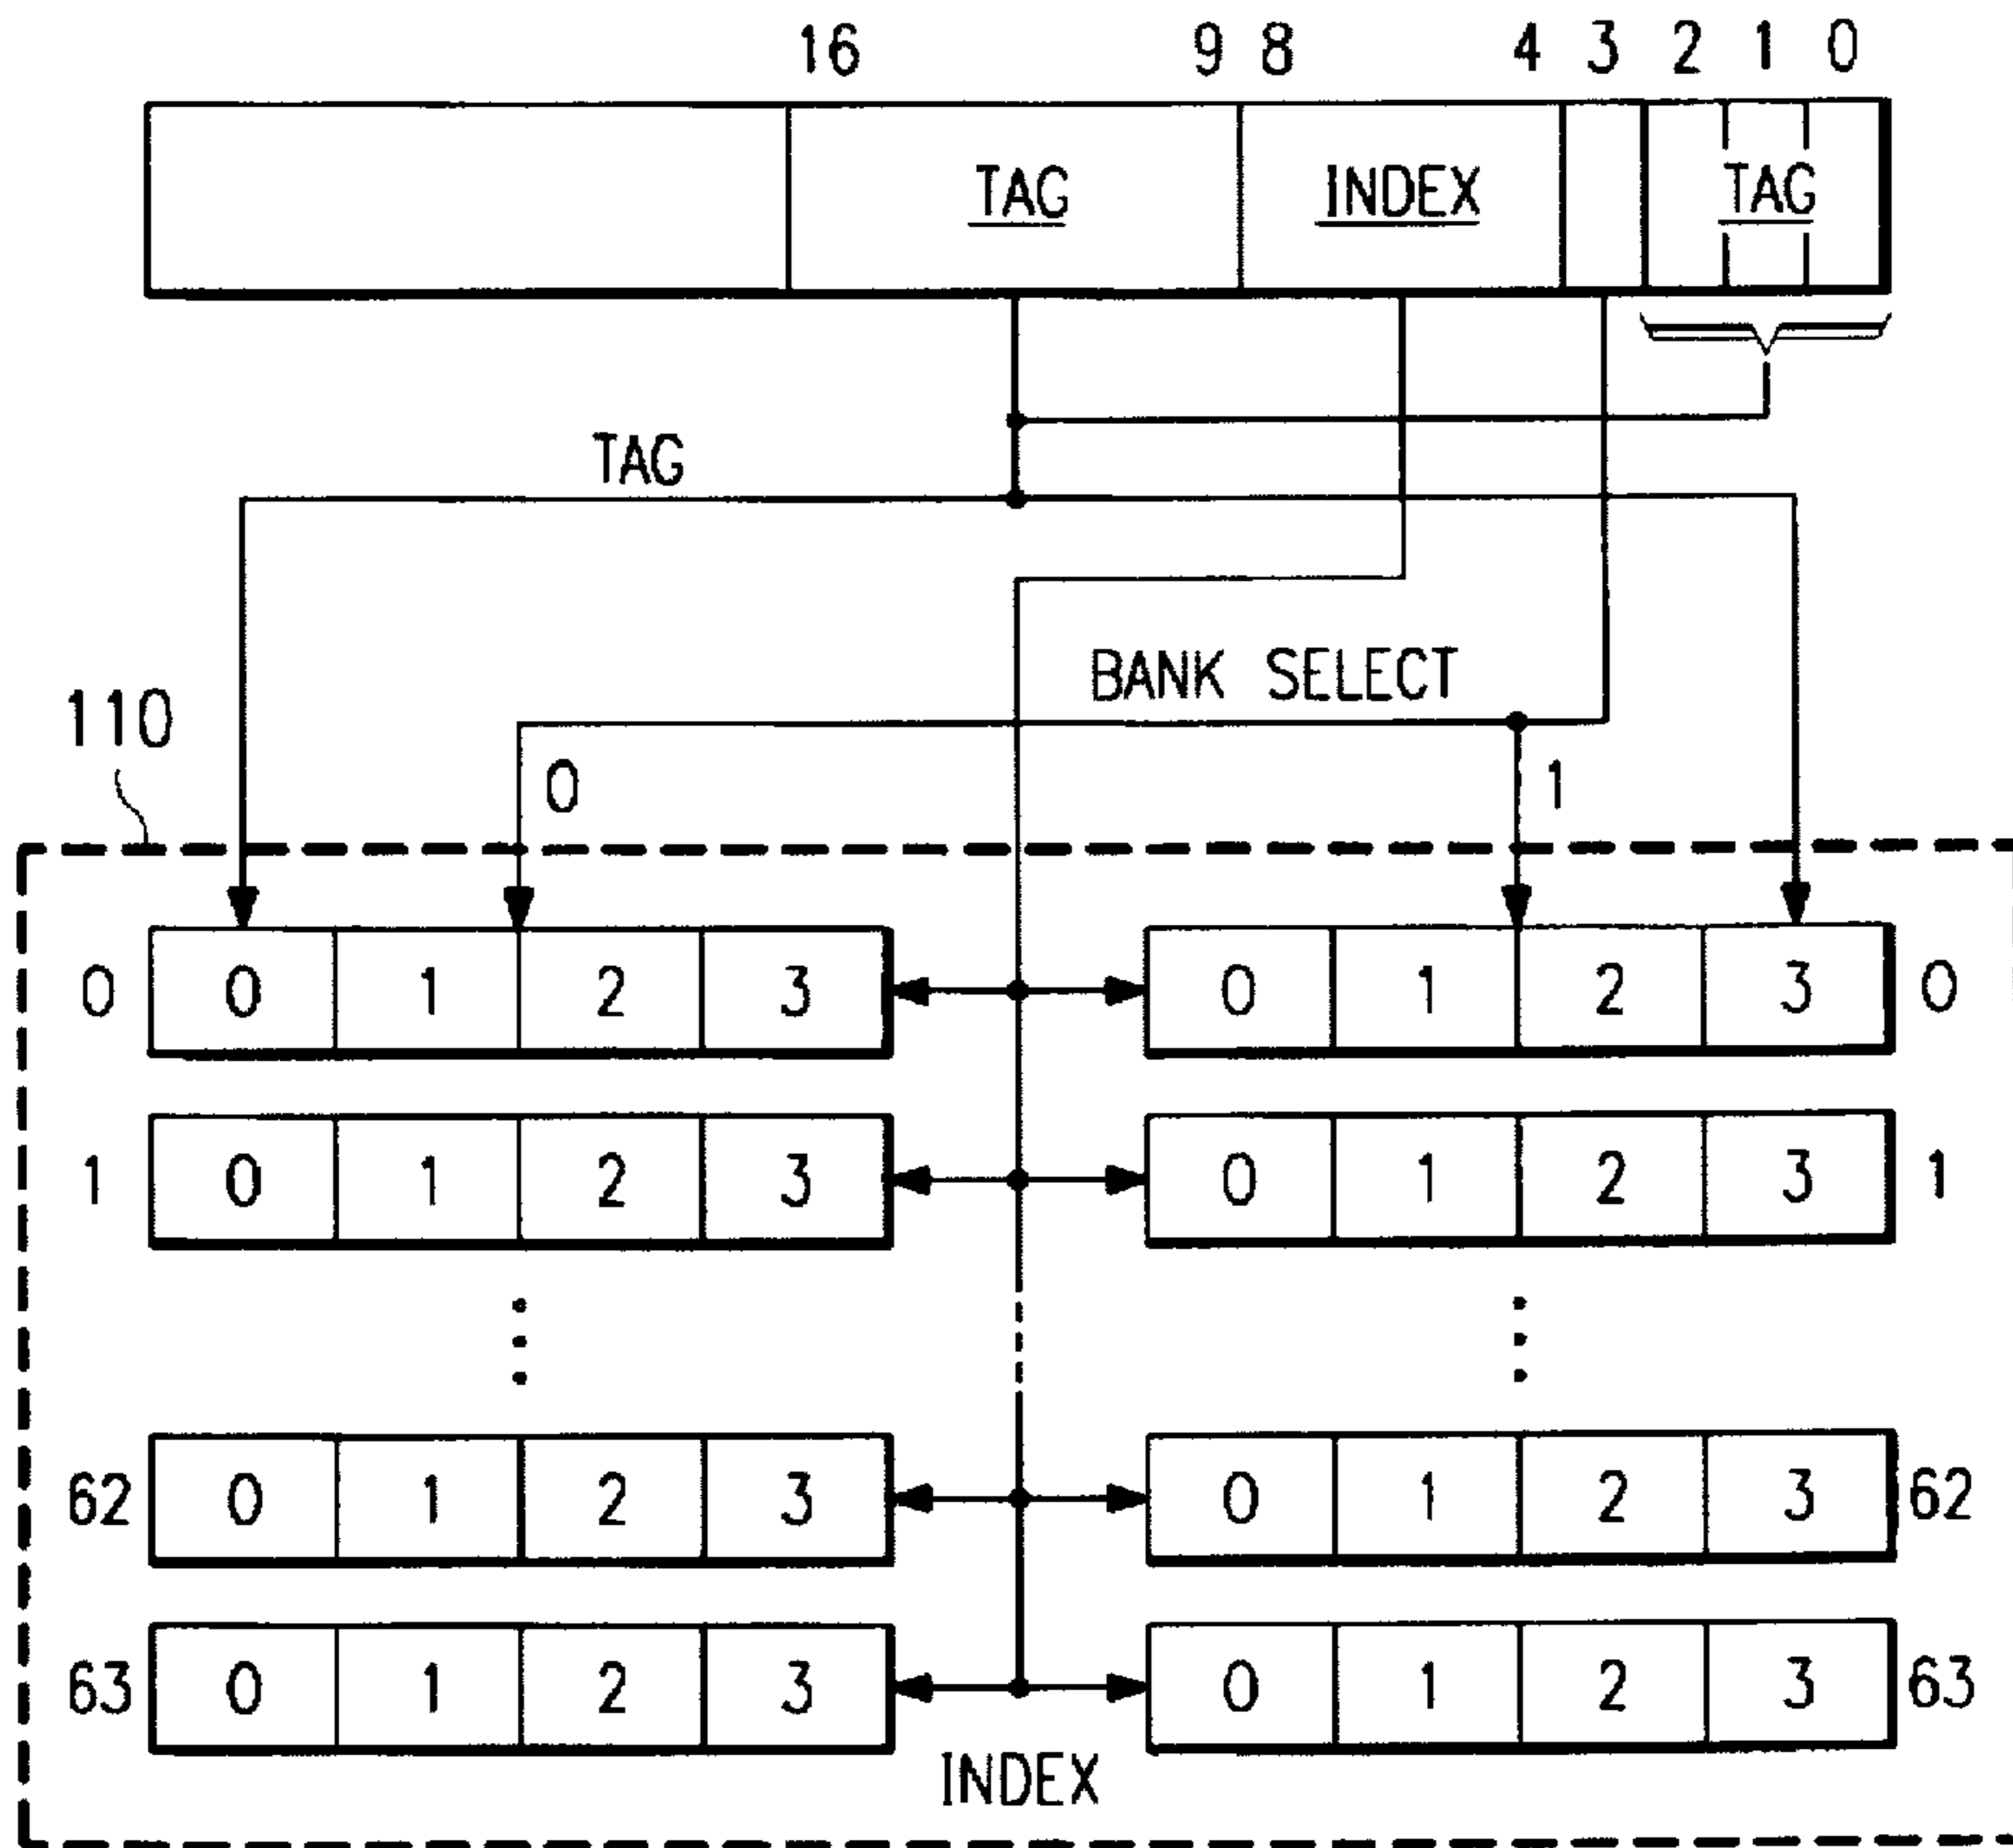 16 9 8 4 3 2 1 0
TAG INDEX TAG
TAG
BANK SELECT
110
0 1
0 0 1 2 3 0 1 2 3 0
1 0 1 2 3 0 1 2 3 1
62 0 1 2 3 0 1 2 3 62
63 0 1 2 3 0 1 2 3 63
INDEX